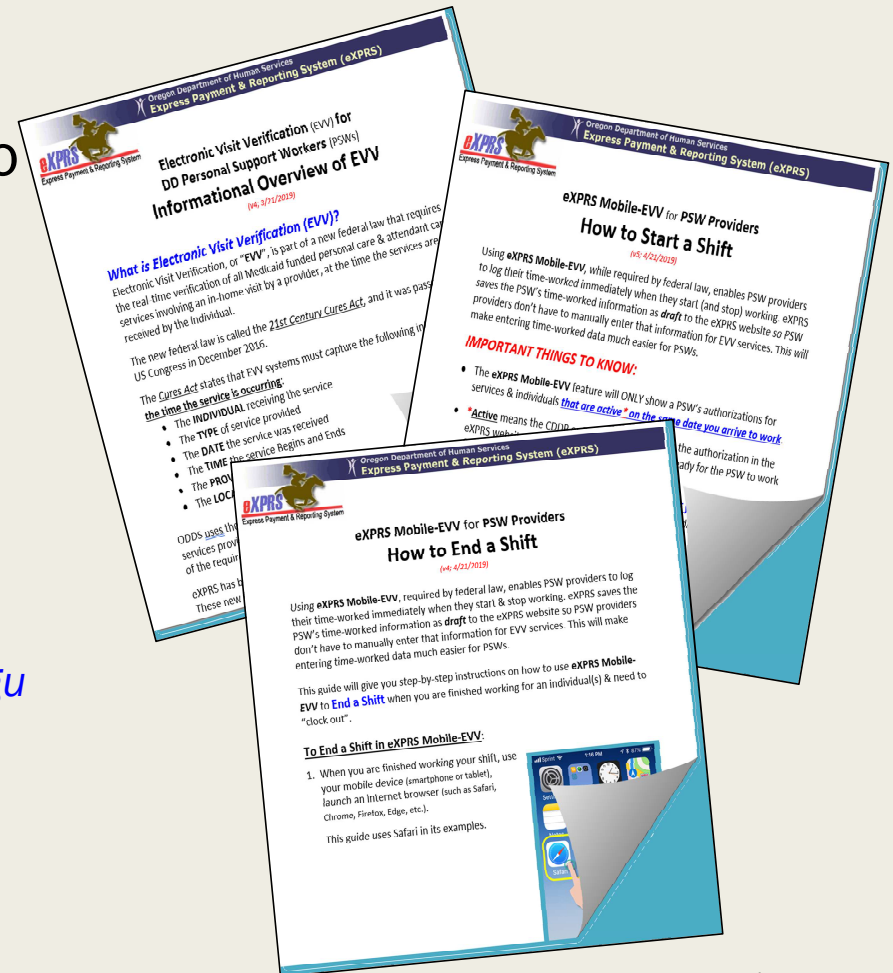 o
Oregon Department of Human Services
Express Payment & Reporting System (eXPRS)
eXPRS
Express Payment & Reporting System
Electronic Visit Verification (EVV) for
DD Personal Support Workers (PSWs)
Informational Overview of EVV
(v4; 3/21/2019)
What is Electronic Visit Verification (EVV)?
Electronic Visit Verification, or "EVV", is part of a new federal law that requires
the real-time verification of all Medicaid funded personal care & attendant car
services involving an in-home visit by a provider, at the time the services are
received by the Individual.
The new federal law is called the 21st Century Cures Act, and it was pass
US Congress in December 2016.
The Cures Act states that EVV systems must capture the following in
the time the service is occurring:
• The INDIVIDUAL receiving the service
• The TYPE of service provided
• The DATE the service was received
• The TIME the service Begins and Ends
• The PROV
• The LOCA
ODDS uses the
services provi
of the requir
eXPRS has b
These new
Oregon Department of Human Services
Express Payment & Reporting System (eXPRS)
eXPRS
Express Payment & Reporting System
eXPRS Mobile-EVV for PSW Providers
How to Start a Shift
(v5; 4/21/2019)
Using eXPRS Mobile-EVV, while required by federal law, enables PSW providers
to log their time-worked immediately when they start (and stop) working. eXPRS
saves the PSW's time-worked information as draft to the eXPRS website so PSW
providers don't have to manually enter that information for EVV services. This will
make entering time-worked data much easier for PSWs.
IMPORTANT THINGS TO KNOW:
• The eXPRS Mobile-EVV feature will ONLY show a PSW's authorizations for
services & individuals that are active * on the same date you arrive to work
• *Active means the CDDP
the authorization in the
eXPRS web
ady for the PSW to work
Oregon Department of Human Services
Express Payment & Reporting System (eXPRS)
eXPRS
Express Payment & Reporting System
eXPRS Mobile-EVV for PSW Providers
How to End a Shift
(v4; 4/21/2019)
Using eXPRS Mobile-EVV, required by federal law, enables PSW providers to log
their time-worked immediately when they start & stop working. eXPRS saves the
PSW's time-worked information as draft to the eXPRS website so PSW providers
don't have to manually enter that information for EVV services. This will make
entering time-worked data much easier for PSWs.
This guide will give you step-by-step instructions on how to use eXPRS Mobile-
EVV to End a Shift when you are finished working for an individual(s) & need to
"clock out".
To End a Shift in eXPRS Mobile-EVV:
1. When you are finished working your shift, use
your mobile device (smartphone or tablet),
launch an Internet browser (such as Safari,
Chrome, Firefox, Edge, etc.).
This guide uses Safari in its examples.
Sprint
1:16 PM
87%
Safari
gu